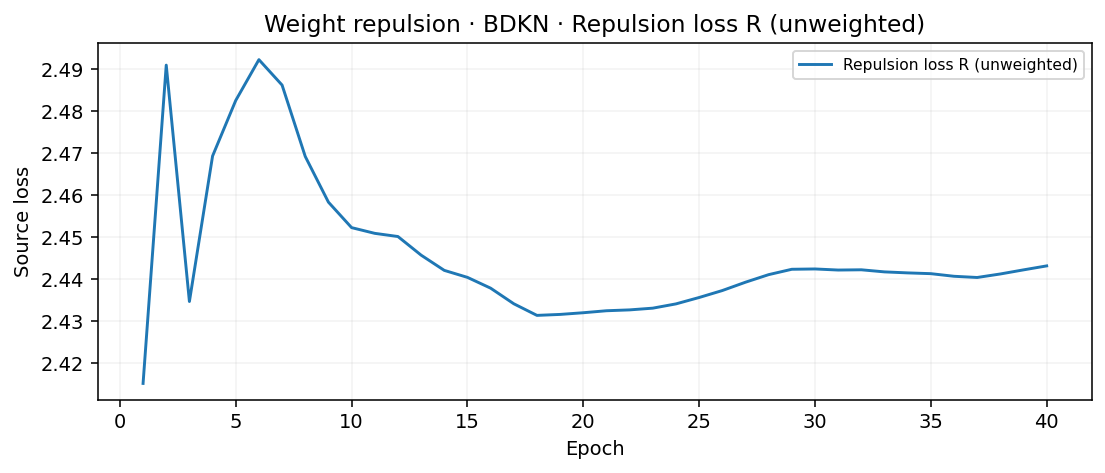 Weight repulsion · BDKN · Repulsion loss R (unweighted)
Repulsion loss R (unweighted)
Source loss
2.49
2.48
2.47
2.46
2.45
2.44
2.43
2.42
0 5 10 15 20 25 30 35 40
Epoch